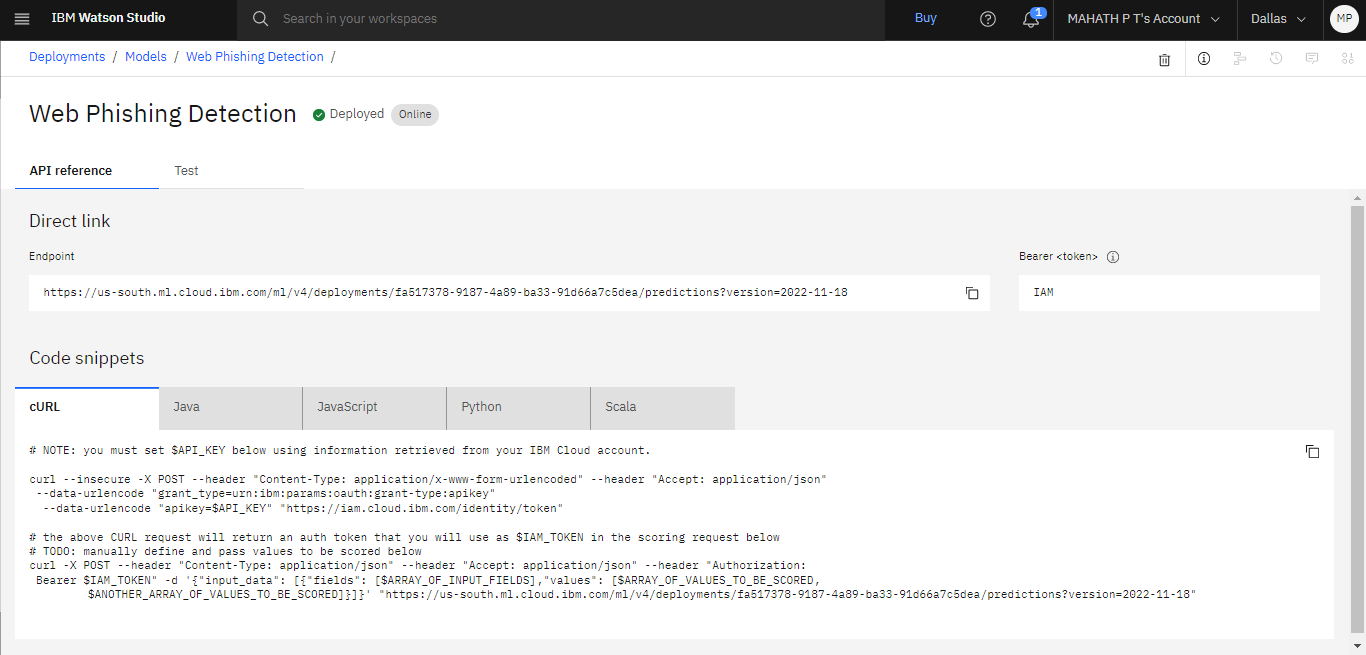 IBM Watson Studio
Search in your workspaces
Buy
1
MAHATH P T's Account
Dallas
MP
Deployments / Models / Web Phishing Detection /
Web Phishing Detection
Deployed
Online
API reference
Test
Direct link
Endpoint
Bearer <token>
https://us-south.ml.cloud.ibm.com/ml/v4/deployments/fa517378-9187-4a89-ba33-91d66a7c5dea/predictions?version=2022-11-18
IAM
Code snippets
cURL
Java
JavaScript
Python
Scala
# NOTE: you must set $API_KEY below using information retrieved from your IBM Cloud account.
curl --insecure -X POST --header "Content-Type: application/x-www-form-urlencoded" --header "Accept: application/json"
--data-urlencode "grant_type=urn:ibm:params:oauth:grant-type:apikey"
--data-urlencode "apikey=$API_KEY" "https://iam.cloud.ibm.com/identity/token"
# the above CURL request will return an auth token that you will use as $IAM_TOKEN in the scoring request below
# TODO: manually define and pass values to be scored below
curl -X POST --header "Content-Type: application/json" --header "Accept: application/json" --header "Authorization:
Bearer $IAM_TOKEN" -d '{"input_data": [{"fields": [$ARRAY_OF_INPUT_FIELDS],"values": [$ARRAY_OF_VALUES_TO_BE_SCORED,
$ANOTHER_ARRAY_OF_VALUES_TO_BE_SCORED]}]}' "https://us-south.ml.cloud.ibm.com/ml/v4/deployments/fa517378-9187-4a89-ba33-91d66a7c5dea/predictions?version=2022-11-18"